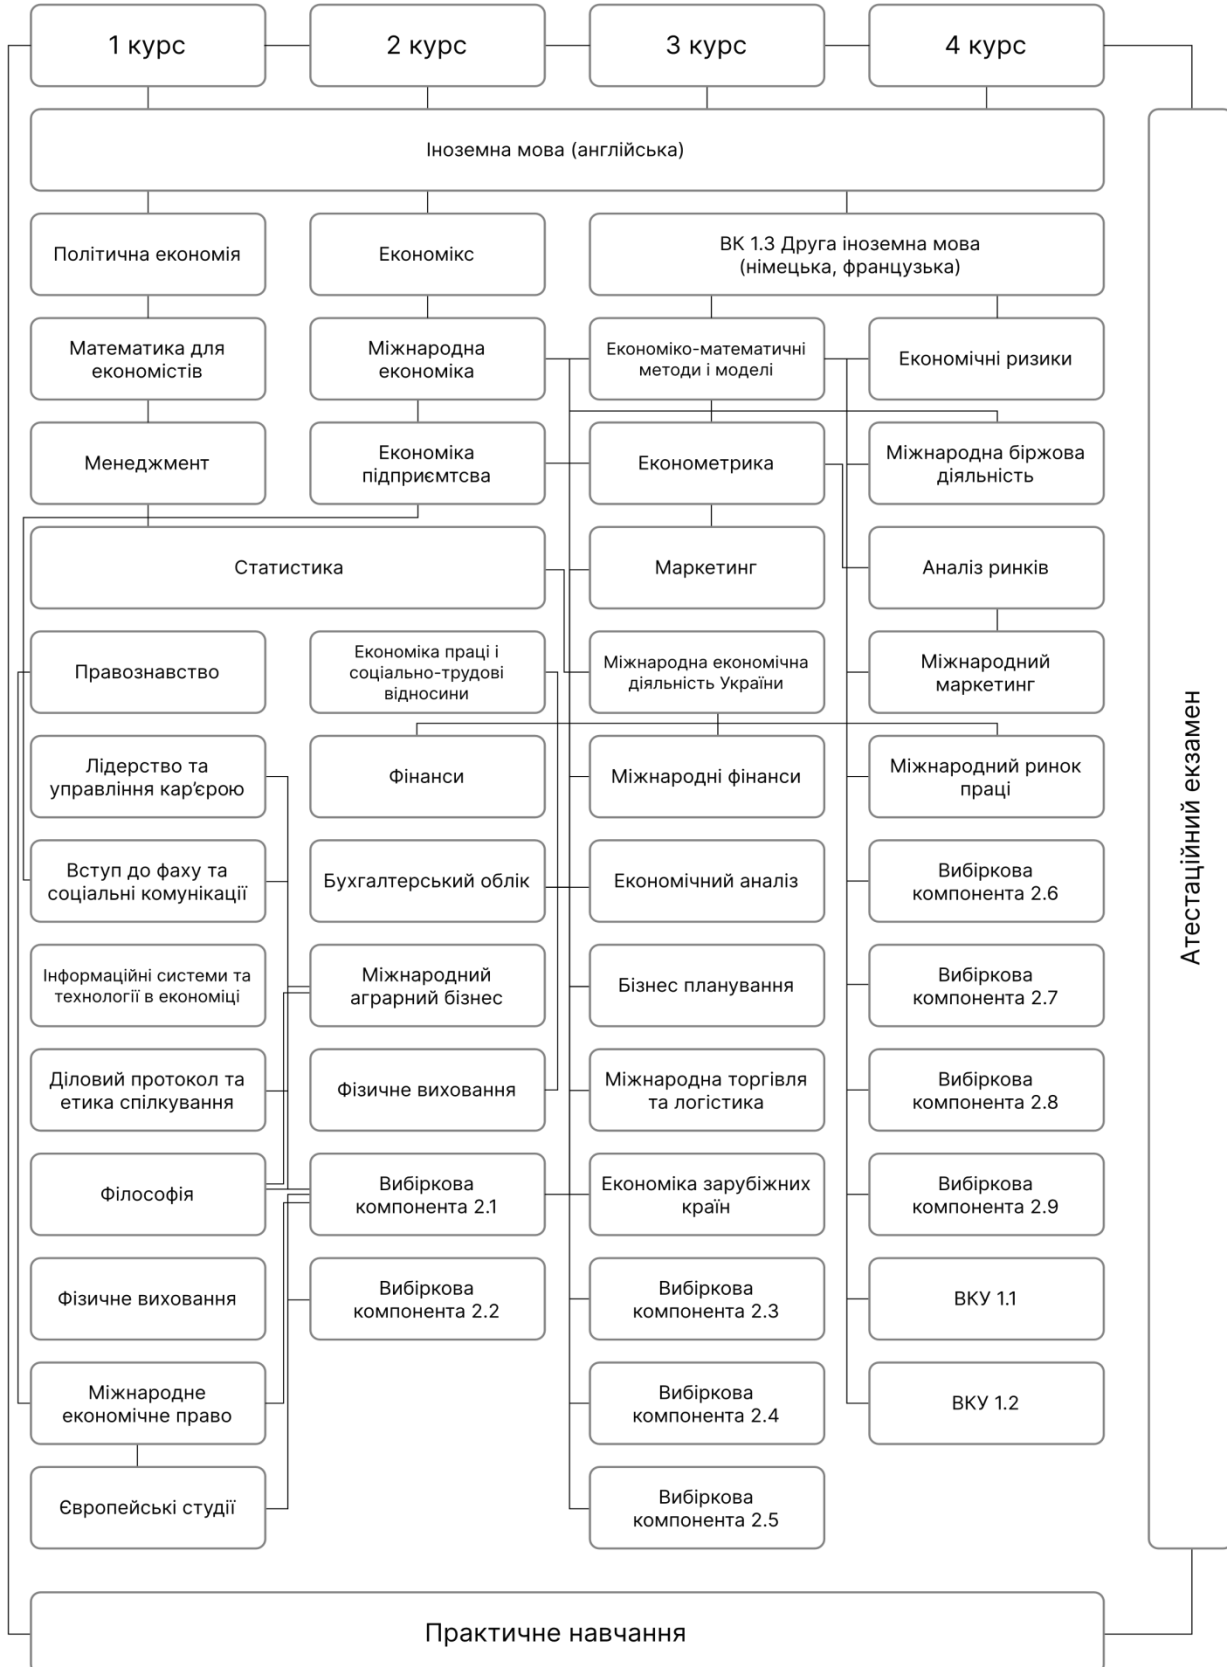 1 курс
2 курс
3 курс
4 курс
Іноземна мова (англійська)
Політична економія
Економікс
ВК 1.3 Друга іноземна мова
(німецька, французька)
Математика для
економістів
Міжнародна
економіка
Економіко-математичні
методи і моделі
Економічні ризики
Менеджмент
Економіка
підприємтсва
Економетрика
Міжнародна біржова
діяльність
Статистика
Маркетинг
Аналіз ринків
Правознавство
Економіка праці і
соціально-трудові
відносини
Міжнародна економічна
діяльність України
Міжнародний
маркетинг
Лідерство та
управління кар'єрою
Фінанси
Міжнародні фінанси
Міжнародний ринок
праці
Вступ до фаху та
соціальні комунікації
Бухгалтерський облік
Економічний аналіз
Вибіркова
компонента 2.6
Інформаційні системи та
технології в економіці
Міжнародний
аграрний бізнес
Бізнес планування
Вибіркова
компонента 2.7
Діловий протокол та
етика спілкування
Фізичне виховання
Міжнародна торгівля
та логістика
Вибіркова
компонента 2.8
Філософія
Вибіркова
компонента 2.1
Економіка зарубіжних
країн
Вибіркова
компонента 2.9
Фізичне виховання
Вибіркова
компонента 2.2
Вибіркова
компонента 2.3
ВКУ 1.1
Міжнародне
економічне право
Вибіркова
компонента 2.4
ВКУ 1.2
Європейські студії
Вибіркова
компонента 2.5
Атестаційний екзамен
Практичне навчання